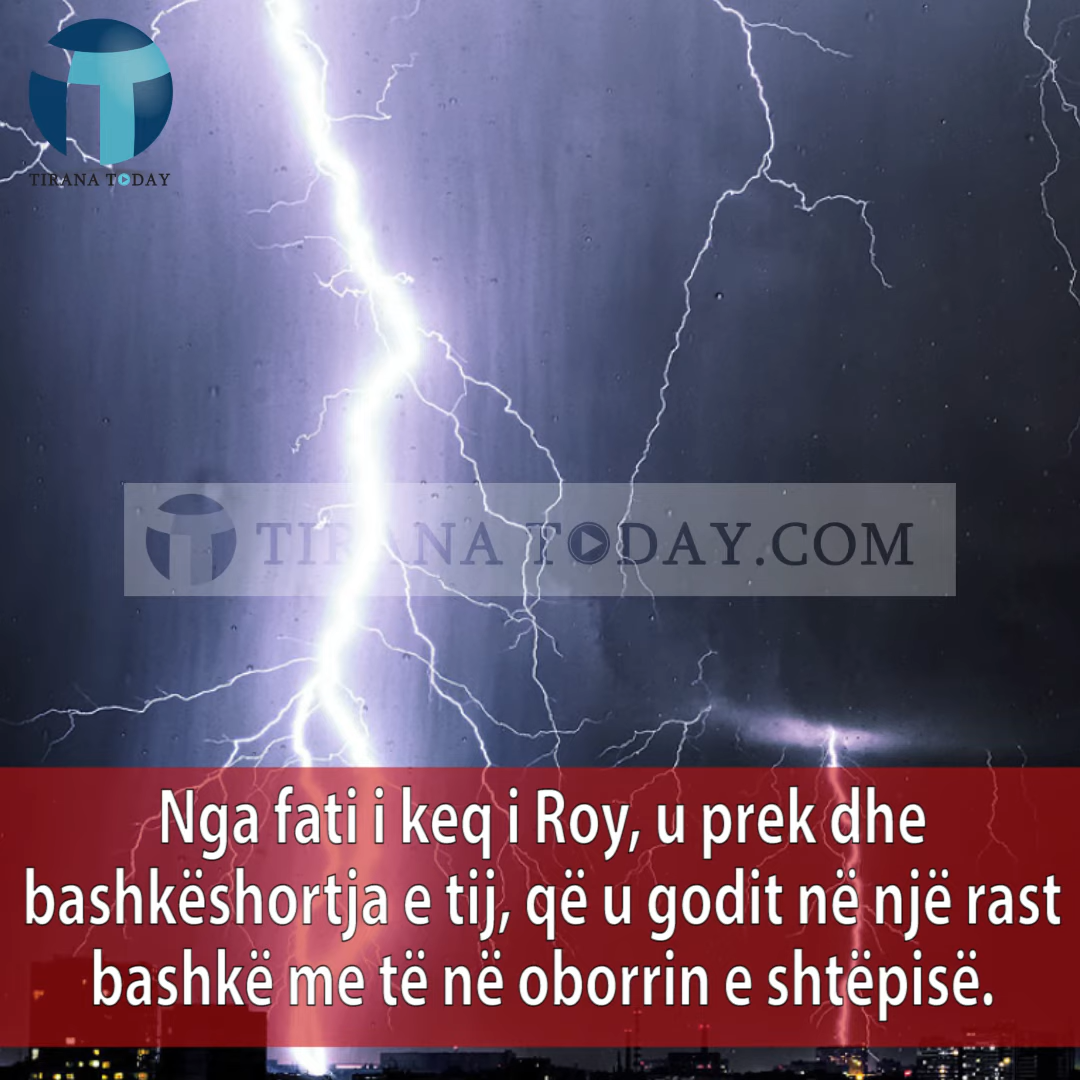 TIRANA TODAY
TIRANA TODAY.COM
Nga fati i keq i Roy, u prek dhe
bashkëshortja e tij, që u godit në një rast
bashkë me të në oborrin e shtëpisë.